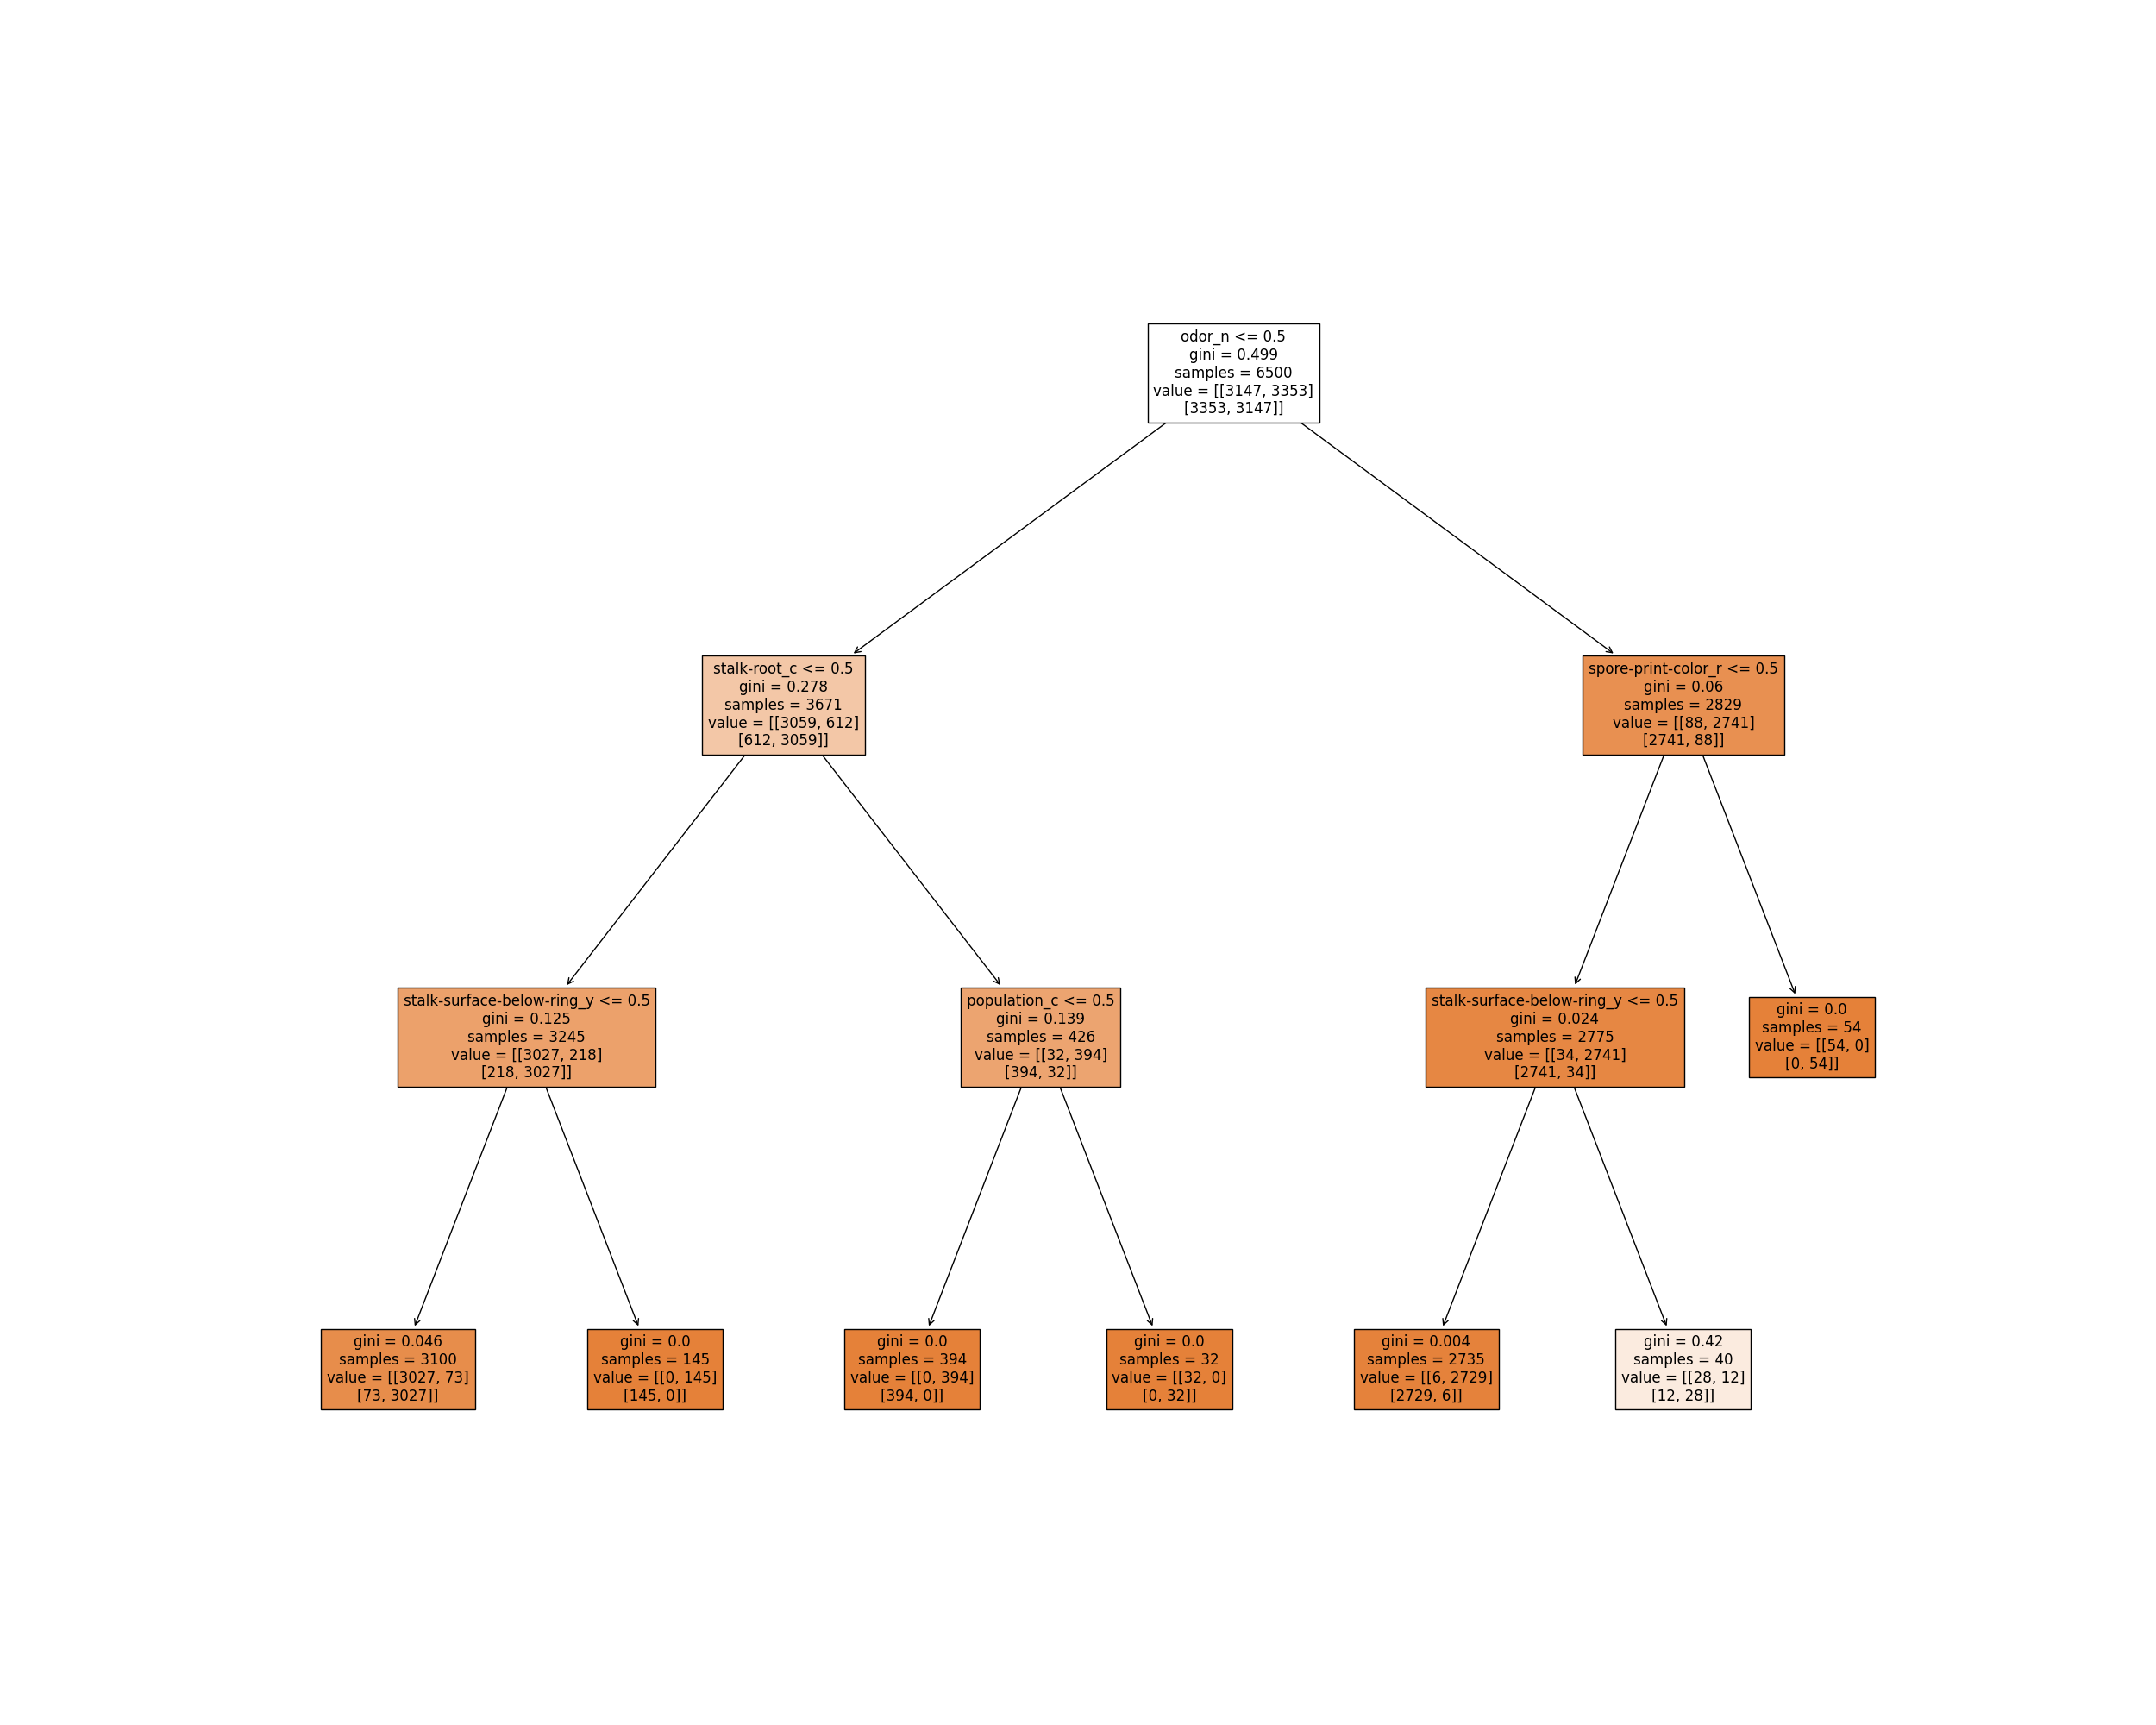 odor_n <= 0.5
gini = 0.499
samples = 6500
value = [[3147, 3353]
[3353, 3147]]
stalk-root_c <= 0.5
gini = 0.278
samples = 3671
value = [[3059, 612]
[612, 3059]]
spore-print-color_r <= 0.5
gini = 0.06
samples = 2829
value = [[88, 2741]
[2741, 88]]
stalk-surface-below-ring_y <= 0.5
gini = 0.125
samples = 3245
value = [[3027, 218]
[218, 3027]]
population_c <= 0.5
gini = 0.139
samples = 426
value = [[32, 394]
[394, 32]]
stalk-surface-below-ring_y <= 0.5
gini = 0.024
samples = 2775
value = [[34, 2741]
[2741, 34]]
gini = 0.0
samples = 54
value = [[54, 0]
[0, 54]]
gini = 0.046
samples = 3100
value = [[3027, 73]
[73, 3027]]
gini = 0.0
samples = 145
value = [[0, 145]
[145, 0]]
gini = 0.0
samples = 394
value = [[0, 394]
[394, 0]]
gini = 0.0
samples = 32
value = [[32, 0]
[0, 32]]
gini = 0.004
samples = 2735
value = [[6, 2729]
[2729, 6]]
gini = 0.42
samples = 40
value = [[28, 12]
[12, 28]]